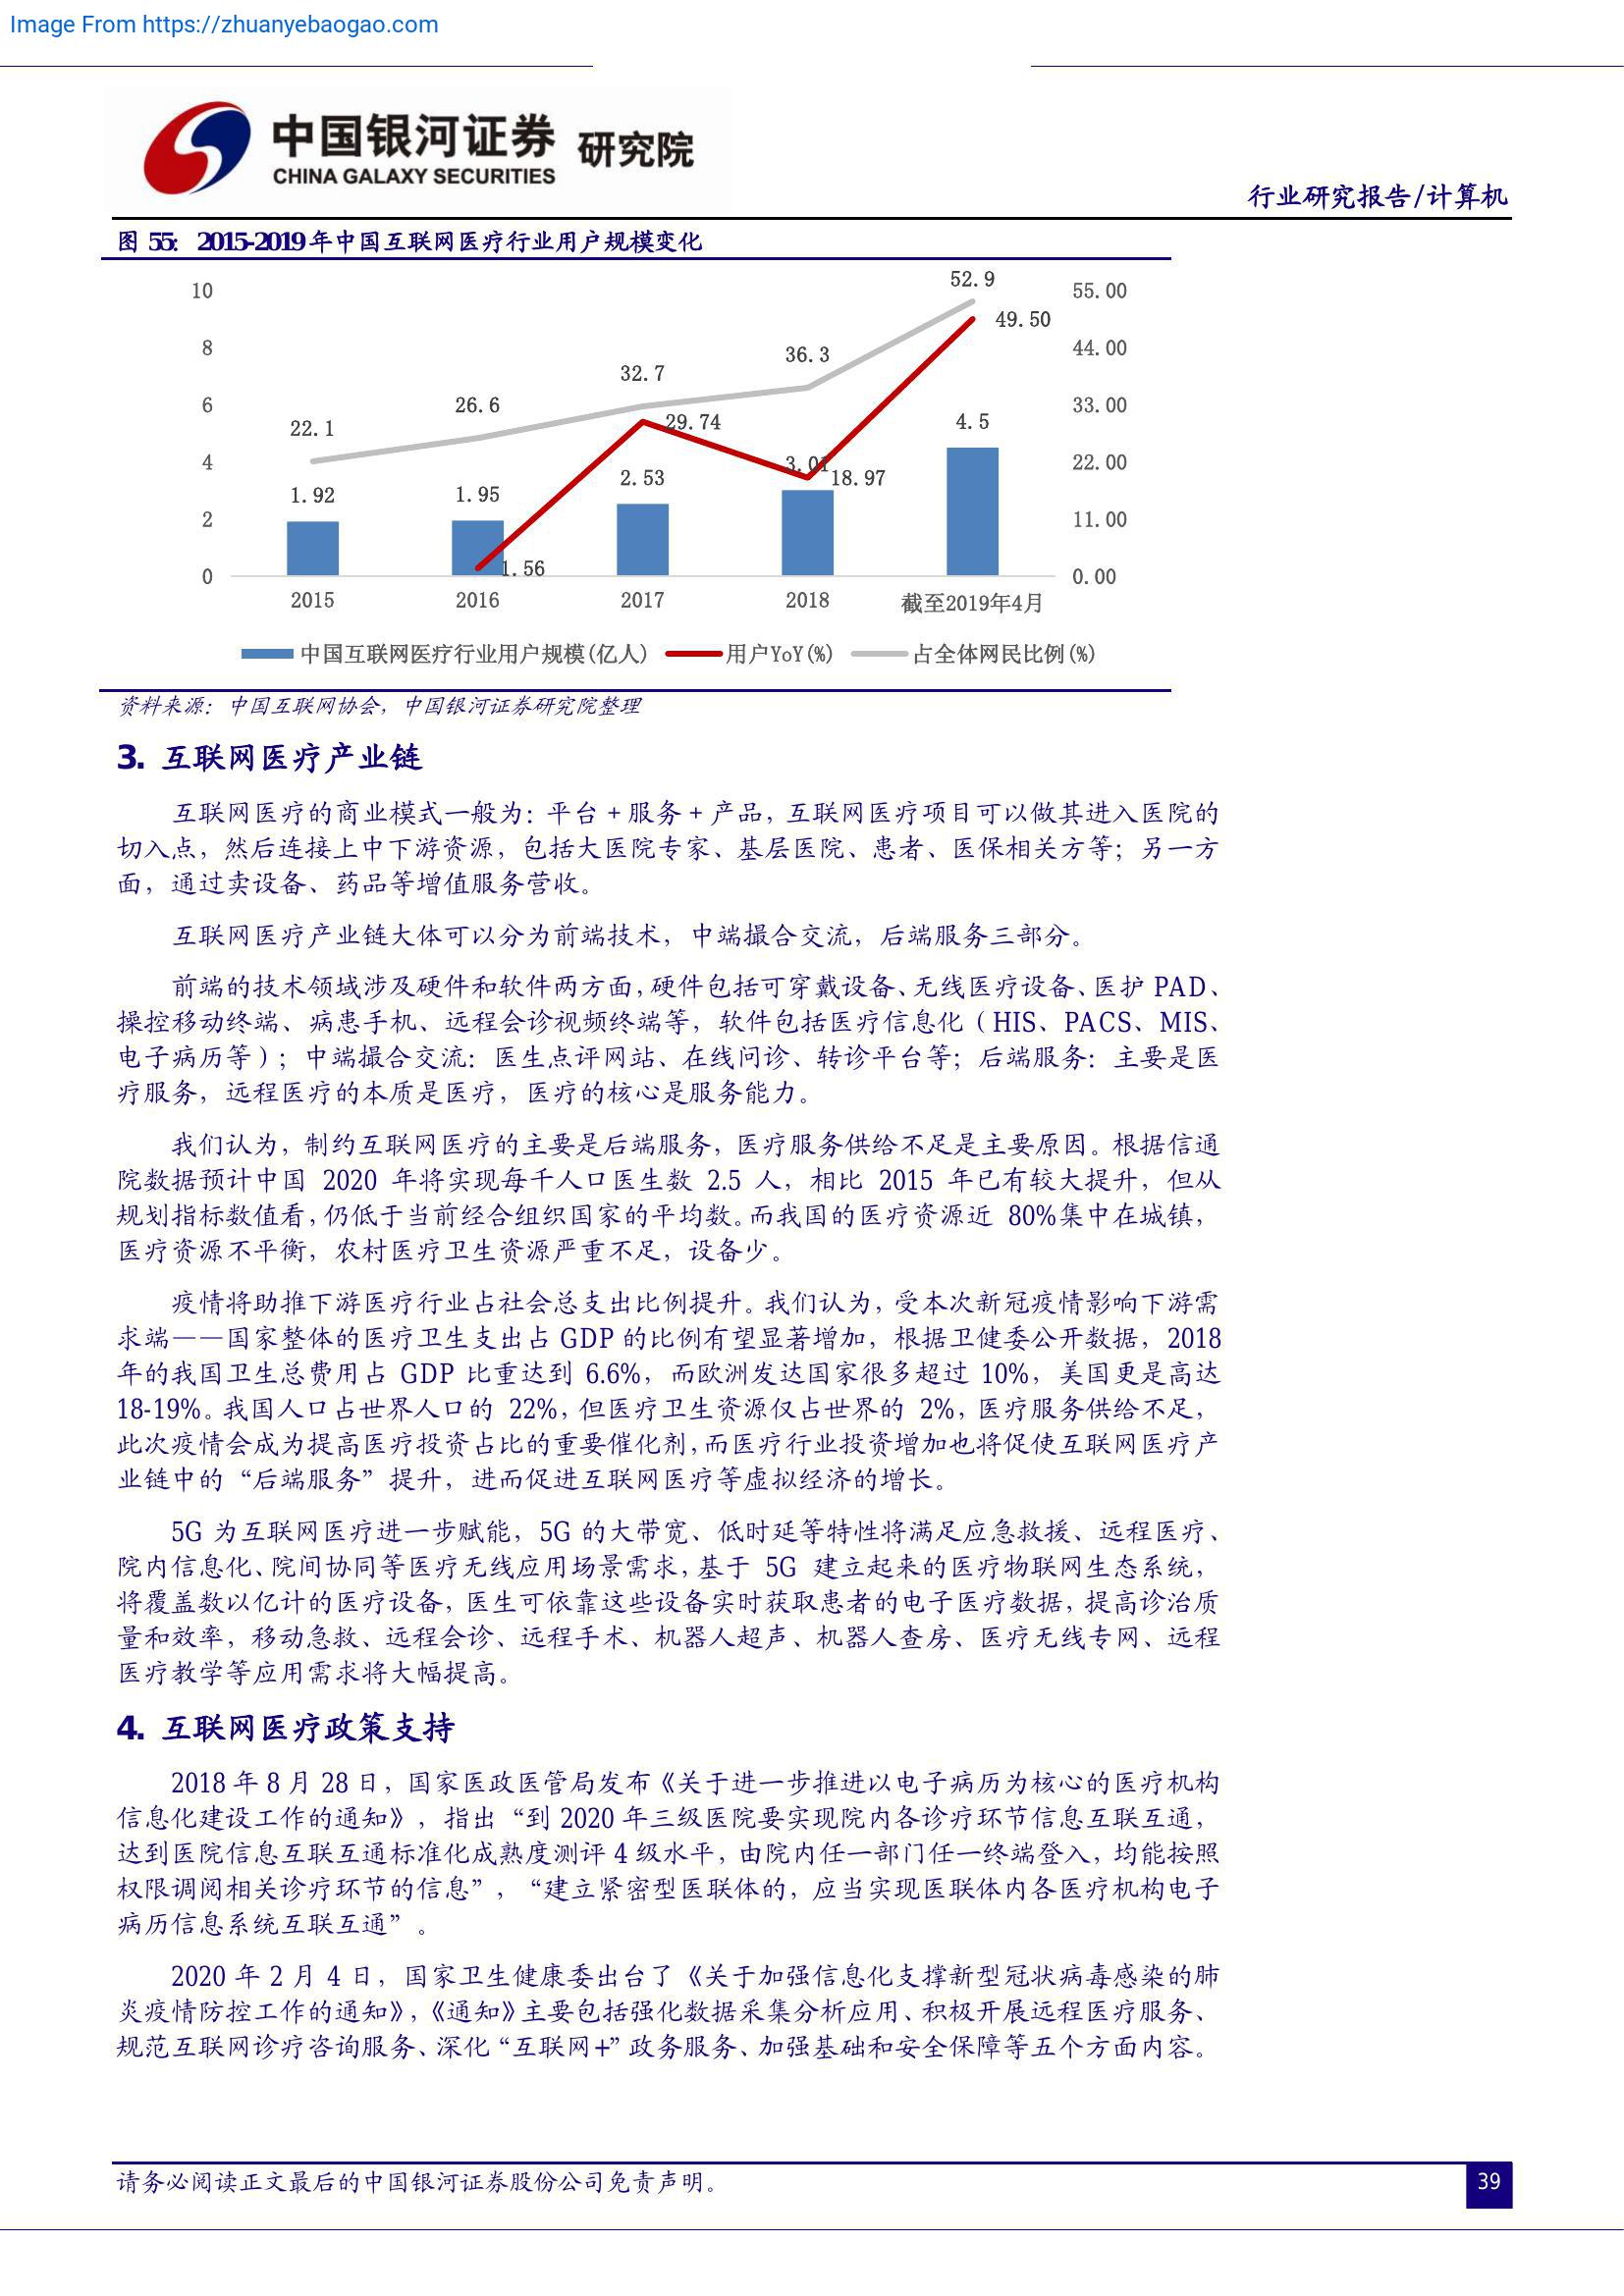 Image From https://zhuanyebaogao.com
中国银河证券 研究院
CHINA GALAXY SECURITIES
行业研究报告/计算机
图 55: 2015-2019年中国互联网医疗行业用户规模变化
10
8
6
4
2
0
55.00
44.00
33.00
22.00
11.00
0.00
22.1
26.6
32.7
36.3
52.9
1.56
29.74
18.97
49.50
1.92
1.95
2.53
3.01
4.5
2015
2016
2017
2018
截至2019年4月
中国互联网医疗行业用户规模(亿人) 用户YoY(%) 占全体网民比例(%)
资料来源：中国互联网协会，中国银河证券研究院整理
3. 互联网医疗产业链
互联网医疗的商业模式一般为：平台+服务+产品，互联网医疗项目可以做其进入医院的
切入点，然后连接上中下游资源，包括大医院专家、基层医院、患者、医保相关方等；另一方
面，通过卖设备、药品等增值服务营收。
互联网医疗产业链大体可以分为前端技术，中端撮合交流，后端服务三部分。
前端的技术领域涉及硬件和软件两方面，硬件包括可穿戴设备、无线医疗设备、医护 PAD、
操控移动终端、病患手机、远程会诊视频终端等，软件包括医疗信息化（HIS、PACS、MIS、
电子病历等）；中端撮合交流：医生点评网站、在线问诊、转诊平台等；后端服务：主要是医
疗服务，远程医疗的本质是医疗，医疗的核心是服务能力。
我们认为，制约互联网医疗的主要是后端服务，医疗服务供给不足是主要原因。根据信通
院数据预计中国 2020 年将实现每千人口医生数 2.5 人，相比 2015 年已有较大提升，但从
规划指标数值看，仍低于当前经合组织国家的平均数。而我国的医疗资源近 80%集中在城镇，
医疗资源不平衡，农村医疗卫生资源严重不足，设备少。
疫情将助推下游医疗行业占社会总支出比例提升。我们认为，受本次新冠疫情影响下游需
求端——国家整体的医疗卫生支出占 GDP 的比例有望显著增加，根据卫健委公开数据，2018
年的我国卫生总费用占 GDP 比重达到 6.6%，而欧洲发达国家很多超过 10%，美国更是高达
18-19%。我国人口占世界人口的 22%，但医疗卫生资源仅占世界的 2%，医疗服务供给不足，
此次疫情会成为提高医疗投资占比的重要催化剂，而医疗行业投资增加也将促使互联网医疗产
业链中的“后端服务”提升，进而促进互联网医疗等虚拟经济的增长。
5G 为互联网医疗进一步赋能，5G 的大带宽、低时延等特性将满足应急救援、远程医疗、
院内信息化、院间协同等医疗无线应用场景需求，基于 5G 建立起来的医疗物联网生态系统，
将覆盖数以亿计的医疗设备，医生可依靠这些设备实时获取患者的电子医疗数据，提高诊治质
量和效率，移动急救、远程会诊、远程手术、机器人超声、机器人查房、医疗无线专网、远程
医疗教学等应用需求将大幅提高。
4. 互联网医疗政策支持
2018 年 8 月 28 日，国家医政医管局发布《关于进一步推进以电子病历为核心的医疗机构
信息化建设工作的通知》，指出“到 2020 年三级医院要实现院内各诊疗环节信息互联互通，
达到医院信息互联互通标准化成熟度测评 4 级水平，由院内任一部门任一终端登入，均能按照
权限调阅相关诊疗环节的信息”，“建立紧密型医联体的，应当实现医联体内各医疗机构电子
病历信息系统互联互通”。
2020 年 2 月 4 日，国家卫生健康委出台了《关于加强信息化支撑新型冠状病毒感染的肺
炎疫情防控工作的通知》，《通知》主要包括强化数据采集分析应用、积极开展远程医疗服务、
规范互联网诊疗咨询服务、深化“互联网+”政务服务、加强基础和安全保障等五个方面内容。
请务必阅读正文最后的中国银河证券股份公司免责声明。
39